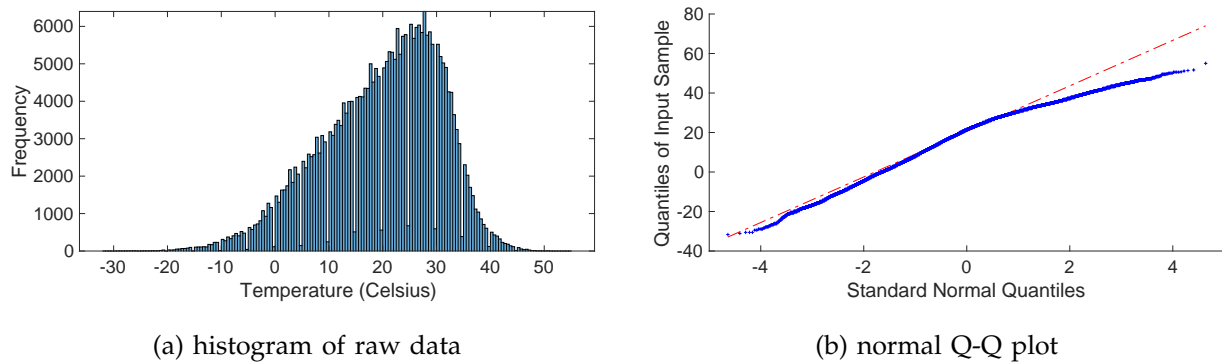 6000
5000
4000
3000
2000
1000
0
Frequency
-30 -20 -10 0 10 20 30 40 50
Temperature (Celsius)
(a) histogram of raw data
80
60
40
20
0
-20
-40
Quantiles of Input Sample
-4 -2 0 2 4
Standard Normal Quantiles
(b) normal Q-Q plot